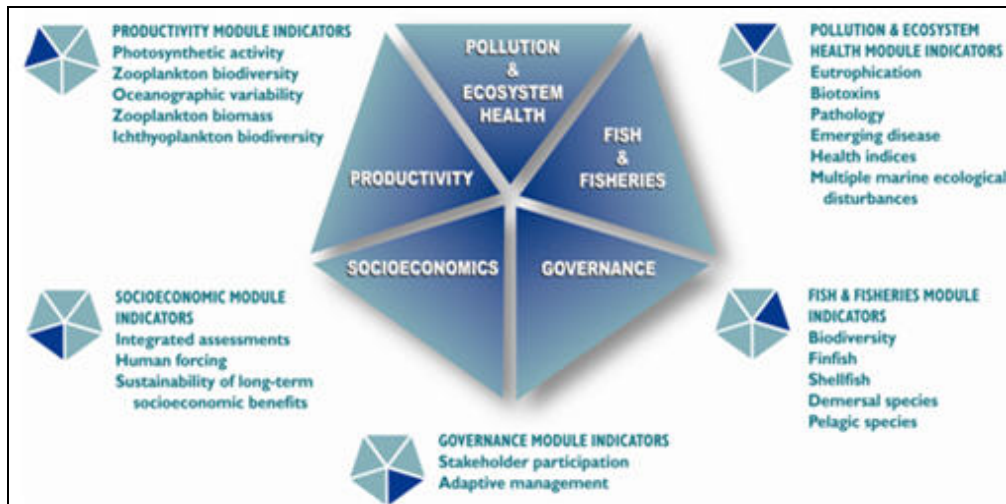 PRODUCTIVITY MODULE INDICATORS
Photosynthetic activity
Zooplankton biodiversity
Oceanographic variability
Zooplankton biomass
Ichthyoplankton biodiversity
POLLUTION
&
ECOSYSTEM
HEALTH
FISH
&
FISHERIES
PRODUCTIVITY
SOCIOECONOMICS
GOVERNANCE
POLLUTION & ECOSYSTEM
HEALTH MODULE INDICATORS
Eutrophication
Biotoxins
Pathology
Emerging disease
Health indices
Multiple marine ecological
disturbances
SOCIOECONOMIC MODULE
INDICATORS
Integrated assessments
Human forcing
Sustainability of long-term
socioeconomic benefits
FISH & FISHERIES MODULE
INDICATORS
Biodiversity
Finfish
Shellfish
Demersal species
Pelagic species
GOVERNANCE MODULE INDICATORS
Stakeholder participation
Adaptive management